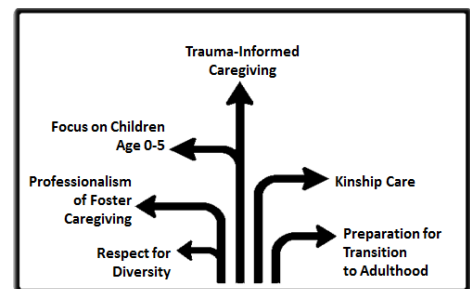 Trauma-Informed
Caregiving
Focus on Children
Age 0-5
Professionalism
of Foster
Caregiving
Kinship Care
Respect for
Diversity
Preparation for
Transition
to Adulthood